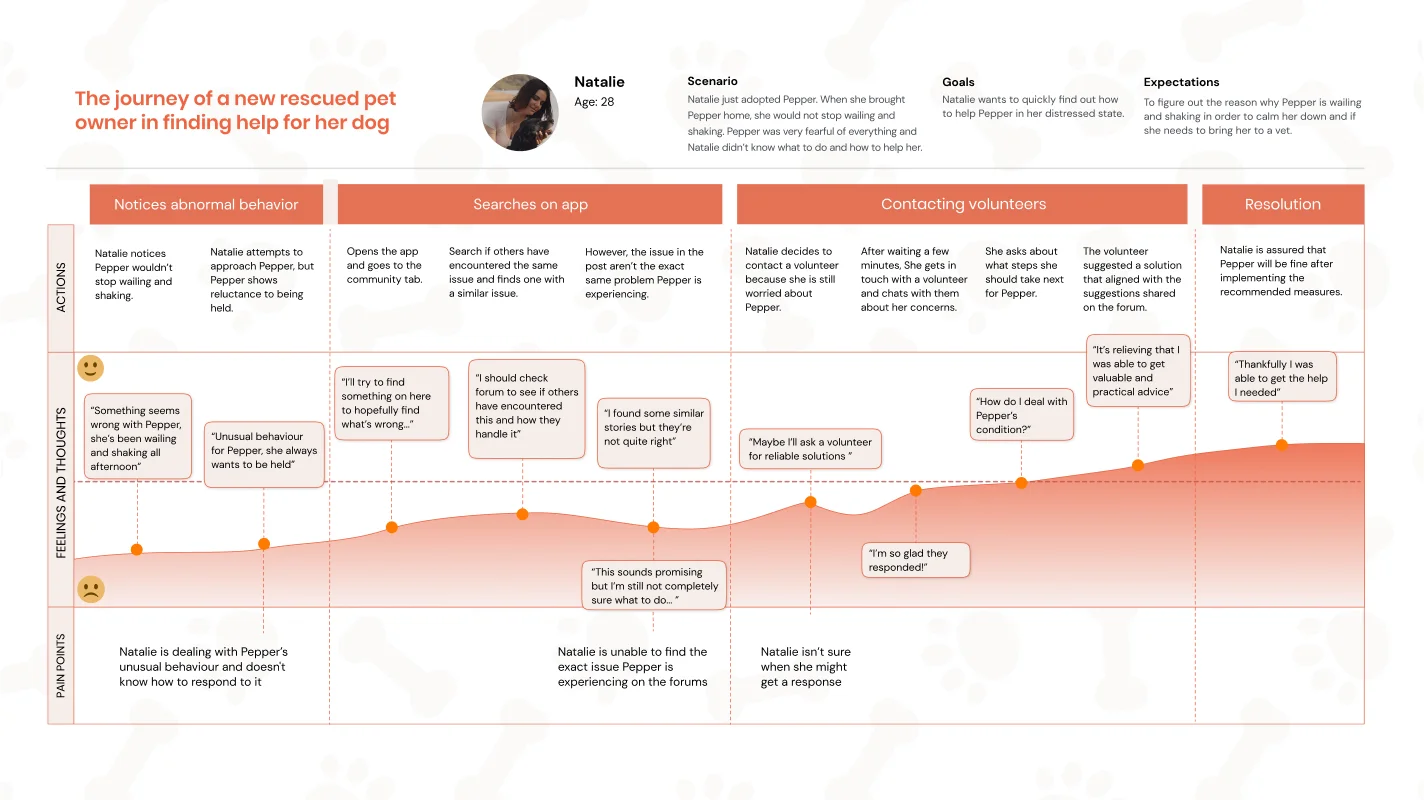 The journey of a new rescued pet
owner in finding help for her dog
Natalie
Age: 28
Scenario
Natalie just adopted Pepper. When she brought
Pepper home, she would not stop wailing and
shaking. Pepper was very fearful of everything and
Natalie didn't know what to do and how to help her.
Goals
Natalie wants to quickly find out how
to help Pepper in her distressed state.
Expectations
To figure out the reason why Pepper is wailing
and shaking in order to calm her down and if
she needs to bring her to a vet.
Notices abnormal behavior
Searches on app
Contacting volunteers
Resolution
ACTIONS
Natalie notices
Pepper wouldn't
stop wailing and
shaking.
Natalie attempts to
approach Pepper, but
Pepper shows
reluctance to being
held.
Opens the app
and goes to the
community tab.
Search if others have
encountered the same
issue and finds one with
a similar issue.
However, the issue in the
post aren't the exact
same problem Pepper is
experiencing.
Natalie decides to
contact a volunteer
because she is still
worried about
Pepper.
After waiting a few
minutes, She gets in
touch with a volunteer
and chats with them
about her concerns.
She asks about
what steps she
should take next
for Pepper.
The volunteer
suggested a solution
that aligned with the
suggestions shared
on the forum.
Natalie is assured that
Pepper will be fine after
implementing the
recommended measures.
FEELINGS AND THOUGHTS
"Something seems
wrong with Pepper,
she's been wailing
and shaking all
afternoon"
"Unusual behaviour
for Pepper, she always
wants to be held"
"I'll try to find
something on here
to hopefully find
what's wrong..."
"I should check
forum to see if others
have encountered
this and how they
handle it"
"I found some similar
stories but they're
not quite right"
"This sounds promising
but I'm still not completely
sure what to do... "
"Maybe I'll ask a volunteer
for reliable solutions "
"I'm so glad they
responded!"
"How do I deal with
Pepper's
condition?"
"It's relieving that I
was able to get
valuable and
practical advice"
"Thankfully I was
able to get the help
I needed"
PAIN POINTS
Natalie is dealing with Pepper's
unusual behaviour and doesn't
know how to respond to it
Natalie is unable to find the
exact issue Pepper is
experiencing on the forums
Natalie isn't sure
when she might
get a response